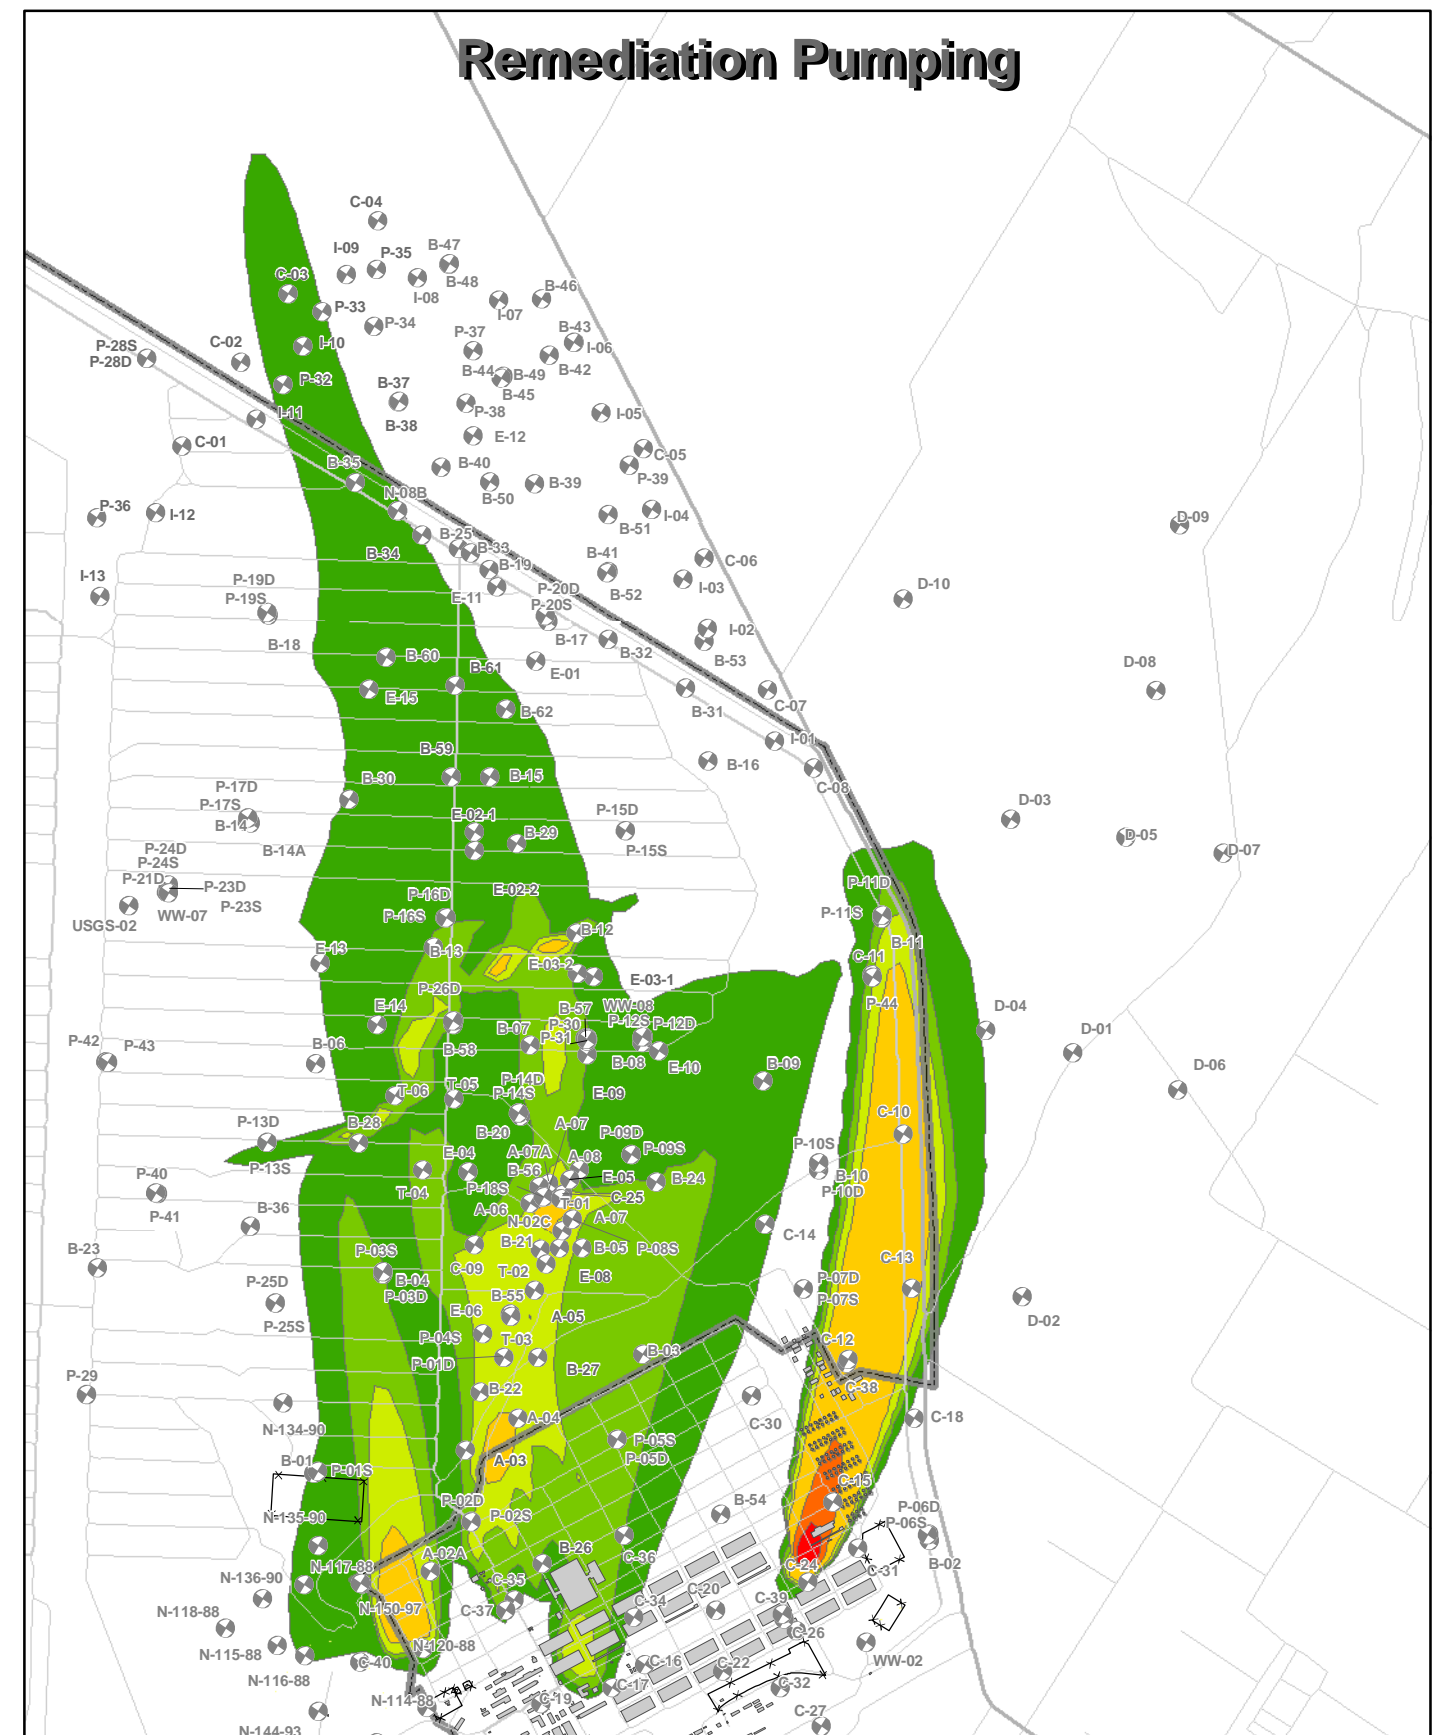 Remediation Pumping
C-04
I-09
P-35
B-47
B-48
C-03
I-08
B-46
P-33
I-07
P-34
B-43
P-37
I-06
P-28S
C-02
I-10
P-28D
B-42
B-44
B-49
P-32
B-37
B-45
P-38
I-11
I-05
B-38
E-12
C-01
C-05
B-35
B-40
P-39
B-39
N-08B
B-50
P-36
I-12
I-04
B-51
D-09
B-25
B-33
B-34
B-41
C-06
B-19
I-13
P-19D
D-10
P-20D
I-03
P-19S
E-11
P-20S
B-52
I-02
B-17
B-18
B-32
B-60
B-53
D-08
B-61
E-01
E-15
C-07
B-62
B-31
I-01
B-59
B-16
B-30
B-15
P-17D
C-08
P-17S
D-03
P-15D
E-02-1
B-14
B-29
D-05
P-24D
B-14A
P-15S
D-07
P-24S
P-21D
P-23D
P-11D
E-02-2
P-16D
P-23S
WW-07
P-16S
P-11S
USGS-02
B-12
E-13
B-13
B-11
C-11
E-03-2
E-03-1
P-26D
P-44
E-14
B-57
WW-08
D-04
P-30
P-12S
P-12D
B-07
P-31
D-01
P-42
P-43
B-58
B-08
B-06
E-10
B-09
D-06
P-14D
T-05
T-06
P-14S
E-09
P-13D
B-28
A-07
C-10
B-20
P-09D
P-10S
P-09S
A-07A
A-08
P-13S
E-04
P-40
B-56
E-05
B-24
B-10
P-18S
T-04
C-25
P-10D
A-06
T-01
P-41
B-36
N-02C
A-07
C-14
B-23
P-03S
B-21
B-05
P-08S
C-13
C-09
T-02
P-25D
B-04
E-08
P-07D
P-03D
B-55
P-07S
P-25S
E-06
A-05
D-02
P-04S
T-03
C-12
P-01D
B-03
P-29
B-27
B-22
C-38
N-134-90
A-04
C-30
C-18
P-05S
B-01
A-03
P-05D
P-01S
C-15
P-02D
B-54
P-06D
N-135-90
P-02S
P-06S
A-02A
B-26
C-36
C-24
B-02
N-117-88
C-31
N-136-90
C-35
C-20
N-118-88
N-150-97
C-37
C-34
C-39
C-26
N-115-88
N-120-88
WW-02
C-40
C-16
C-22
N-116-88
C-32
C-17
N-114-88
C-19
C-27
N-144-93